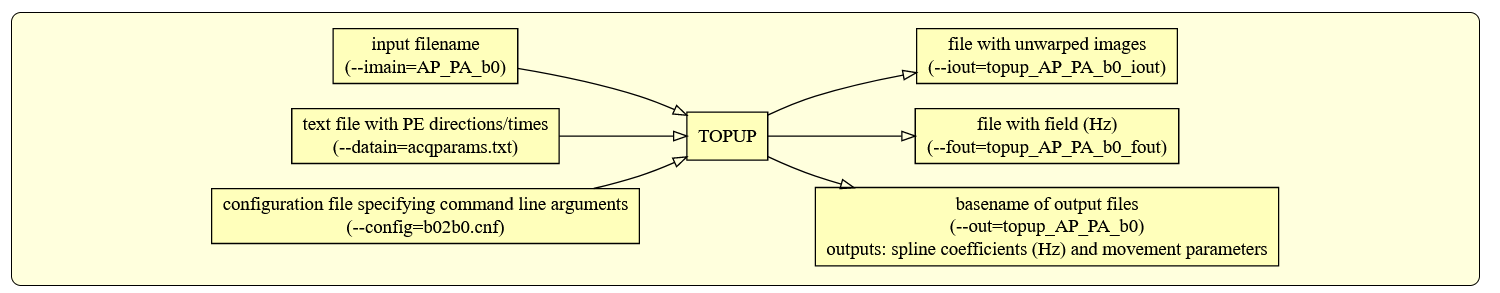 input filename
(--imain=AP_PA_b0)
text file with PE directions/times
(--datain=acqparams.txt)
configuration file specifying command line arguments
(--config=b02b0.cnf)
TOPUP
file with unwarped images
(--iout=topup_AP_PA_b0_iout)
file with field (Hz)
(--fout=topup_AP_PA_b0_fout)
basename of output files
(--out=topup_AP_PA_b0)
outputs: spline coefficients (Hz) and movement parameters